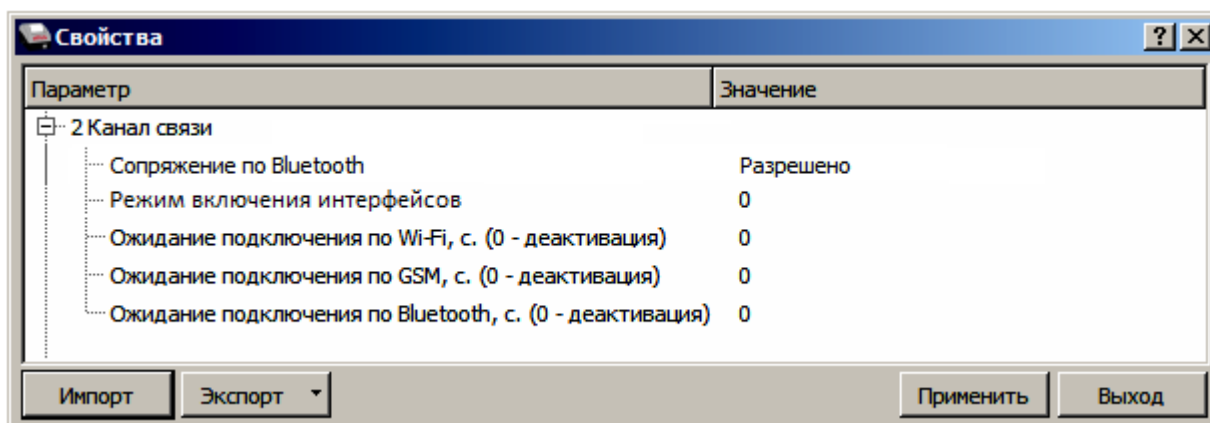 Свойства
Параметр Значение
2 Канал связи
Сопряжение по Bluetooth Разрешено
Режим включения интерфейсов 0
Ожидание подключения по Wi-Fi, с. (0 - деактивация) 0
Ожидание подключения по GSM, с. (0 - деактивация) 0
Ожидание подключения по Bluetooth, с. (0 - деактивация) 0
Импорт Экспорт Применить Выход